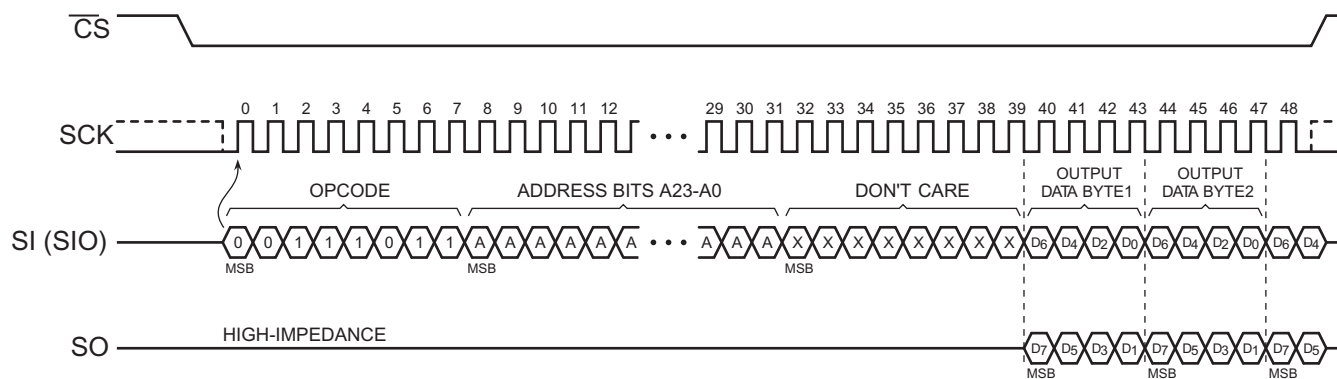 CS
0 1 2 3 4 5 6 7 8 9 10 11 12 29 30 31 32 33 34 35 36 37 38 39 40 41 42 43 44 45 46 47 48
SCK
OPCODE ADDRESS BITS A23-A0 DON'T CARE OUTPUT DATA BYTE1 OUTPUT DATA BYTE2
SI (SIO) 0 0 1 1 1 0 1 1 A A A A A A A A A X X X X X X X X D6 D4 D2 D0 D6 D4 D2 D0 D6 D4
MSB MSB MSB
HIGH-IMPEDANCE
SO D7 D5 D3 D1 D7 D5 D3 D1 D7 D5
MSB MSB MSB